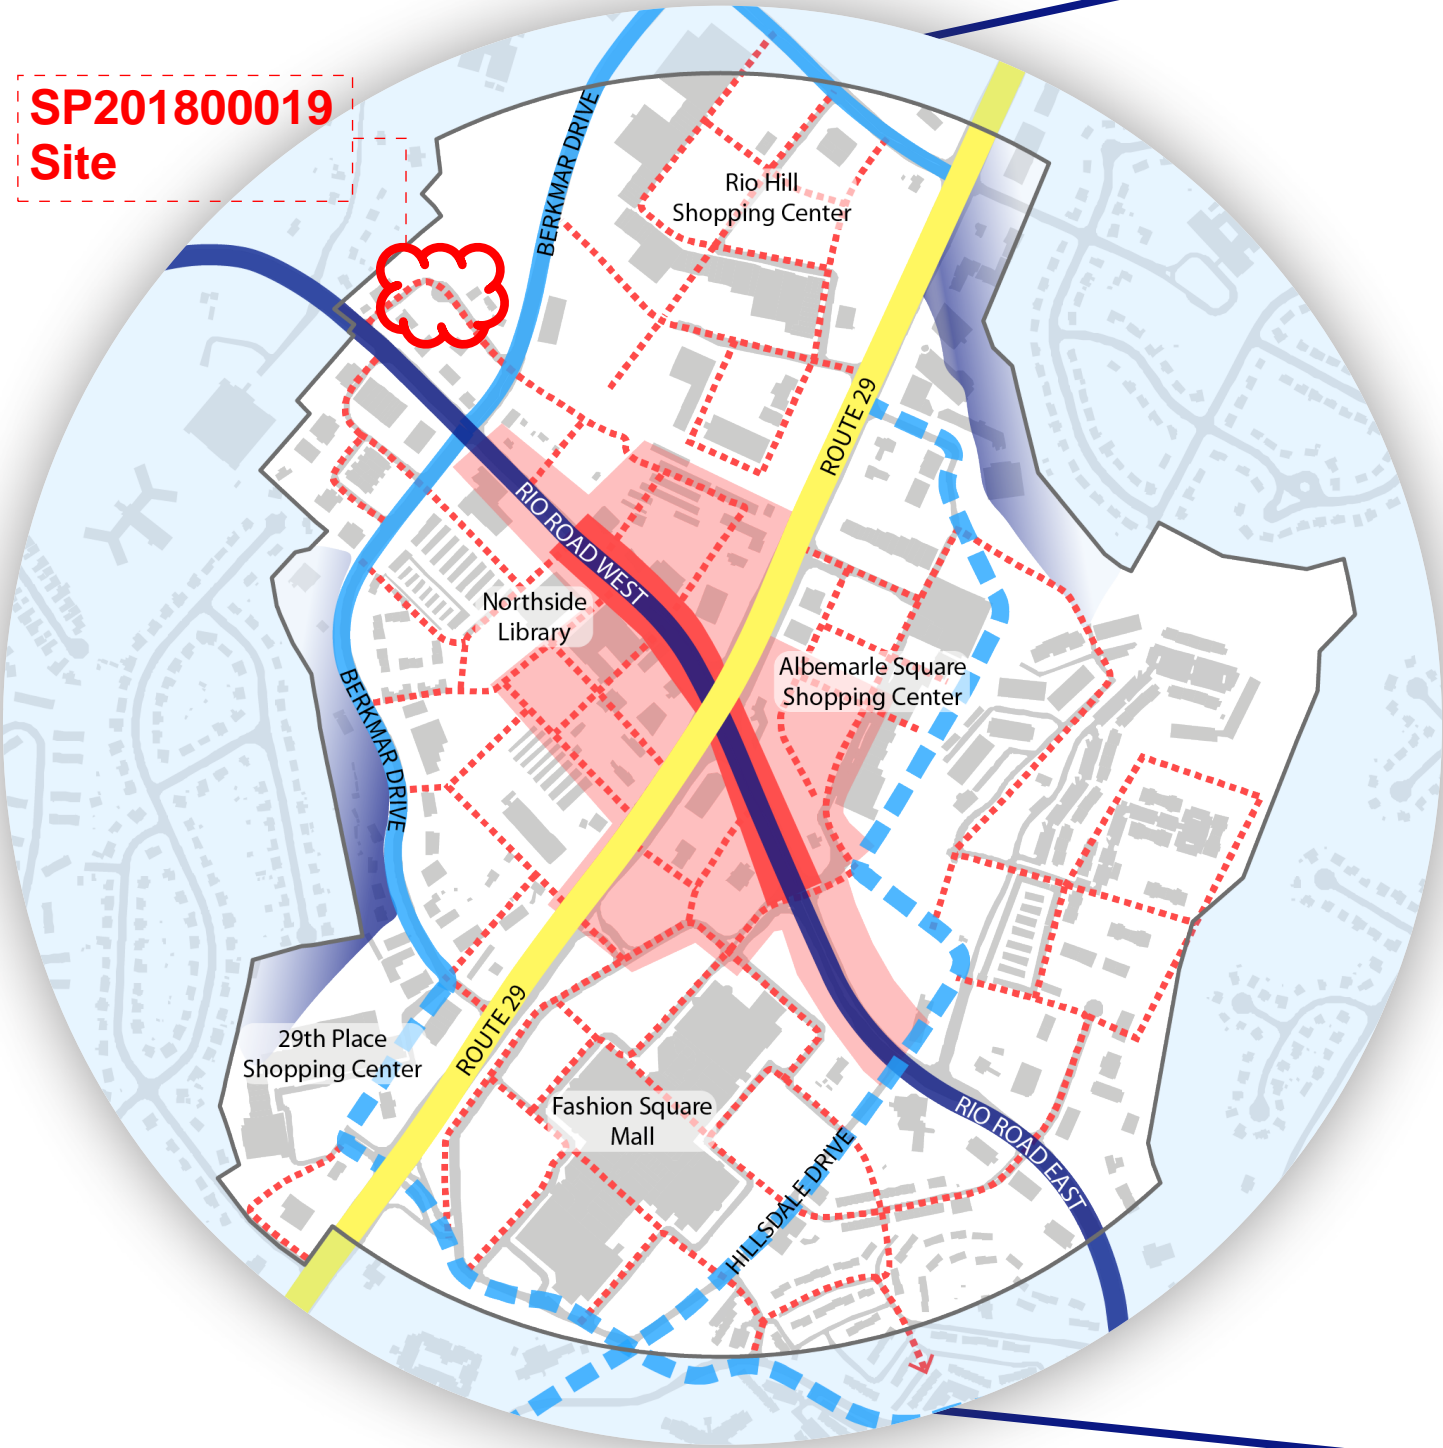 SP201800019
Site
BERKMAR DRIVE
Rio Hill
Shopping Center
ROUTE 29
RIO ROAD WEST
Northside
Library
Albemarle Square
Shopping Center
BERKMAR DRIVE
ROUTE 29
29th Place
Shopping Center
Fashion Square
Mall
HILLSDALE DRIVE
RIO ROAD EAST